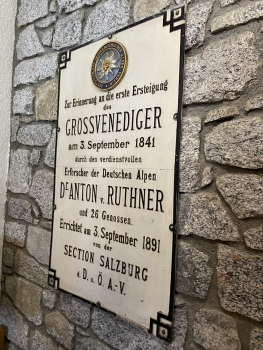 Zur Erinnerung an die erste Ersteigung
des
GROSSVENEDIGER
am 3. September 1841
durch den verdienstvollen
Erforscher der Deutschen Alpen
Dr. ANTON v. RUTHNER
und 26 Genossen.
Errichtet am 3. September 1891
von der
SECTION SALZBURG
d. D. u. Ö. A.-V.